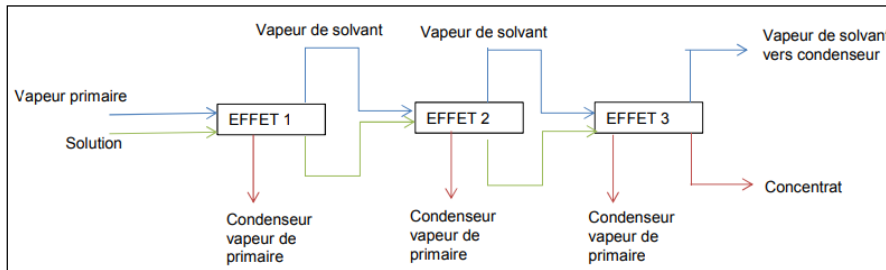 Vapeur de solvant
Vapeur de solvant
Vapeur de solvant
vers condenseur
Vapeur primaire
EFFET 1
EFFET 2
EFFET 3
Solution
Concentrat
Condenseur
vapeur de
primaire
Condenseur
vapeur de
primaire
Condenseur
vapeur de
primaire